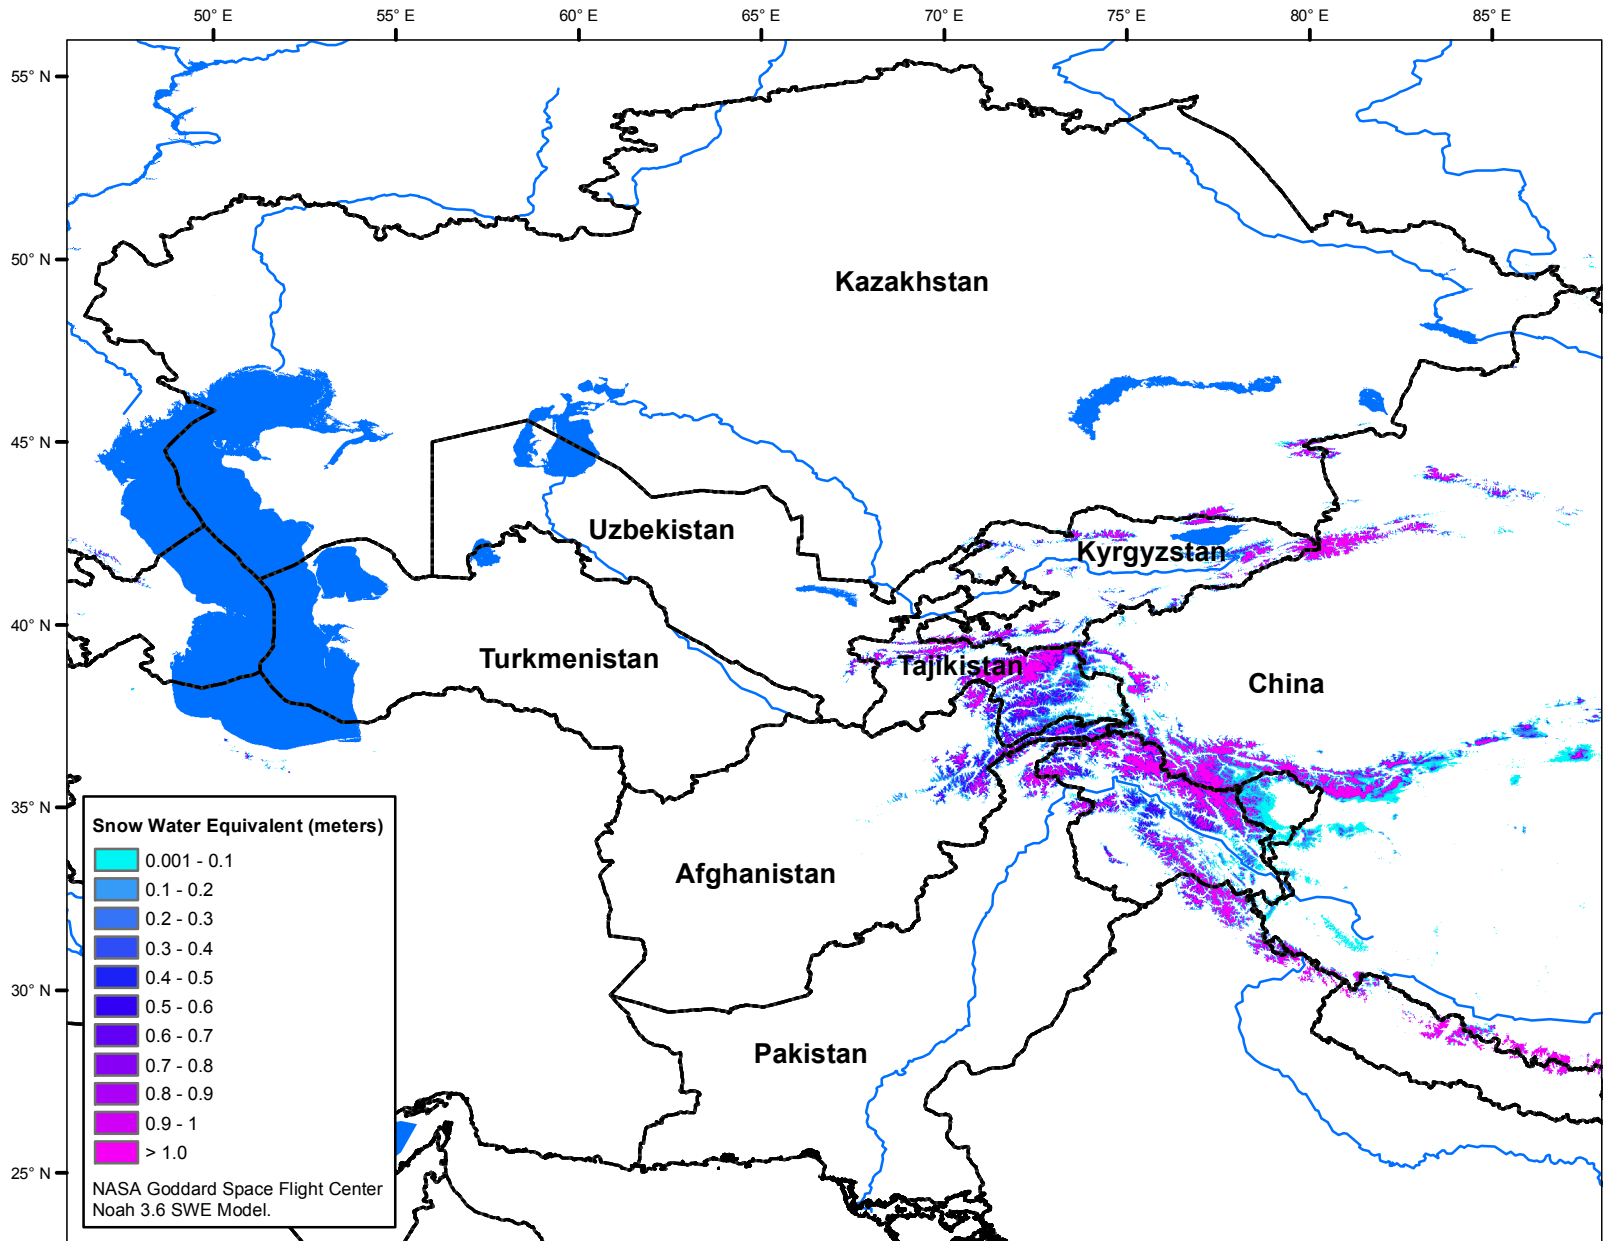 50° E
55° E
60° E
65° E
70° E
75° E
80° E
85° E
55° N
50° N
45° N
40° N
35° N
30° N
25° N
Kazakhstan
Uzbekistan
Kyrgyzstan
Turkmenistan
Tajikistan
China
Afghanistan
Pakistan
Snow Water Equivalent (meters)
0.001 - 0.1
0.1 - 0.2
0.2 - 0.3
0.3 - 0.4
0.4 - 0.5
0.5 - 0.6
0.6 - 0.7
0.7 - 0.8
0.8 - 0.9
0.9 - 1
> 1.0
NASA Goddard Space Flight Center
Noah 3.6 SWE Model.